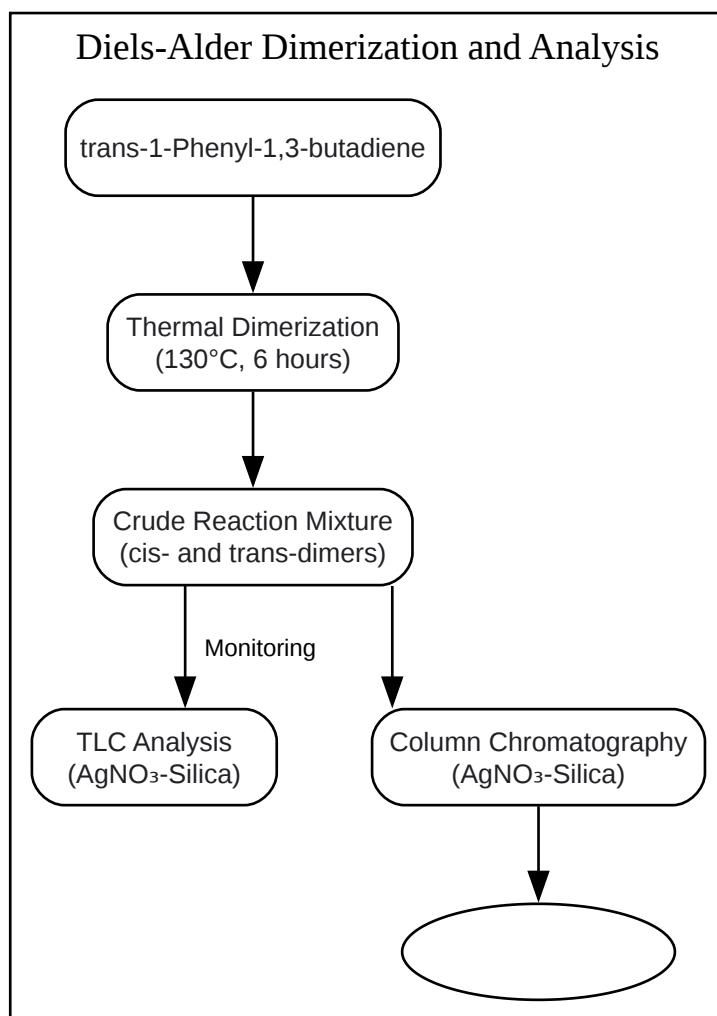 Diels-Alder Dimerization and Analysis
trans-1-Phenyl-1,3-butadiene
Thermal Dimerization
(130°C, 6 hours)
Crude Reaction Mixture
(cis- and trans-dimers)
Monitoring
TLC Analysis
(AgNO₃-Silica)
Column Chromatography
(AgNO₃-Silica)